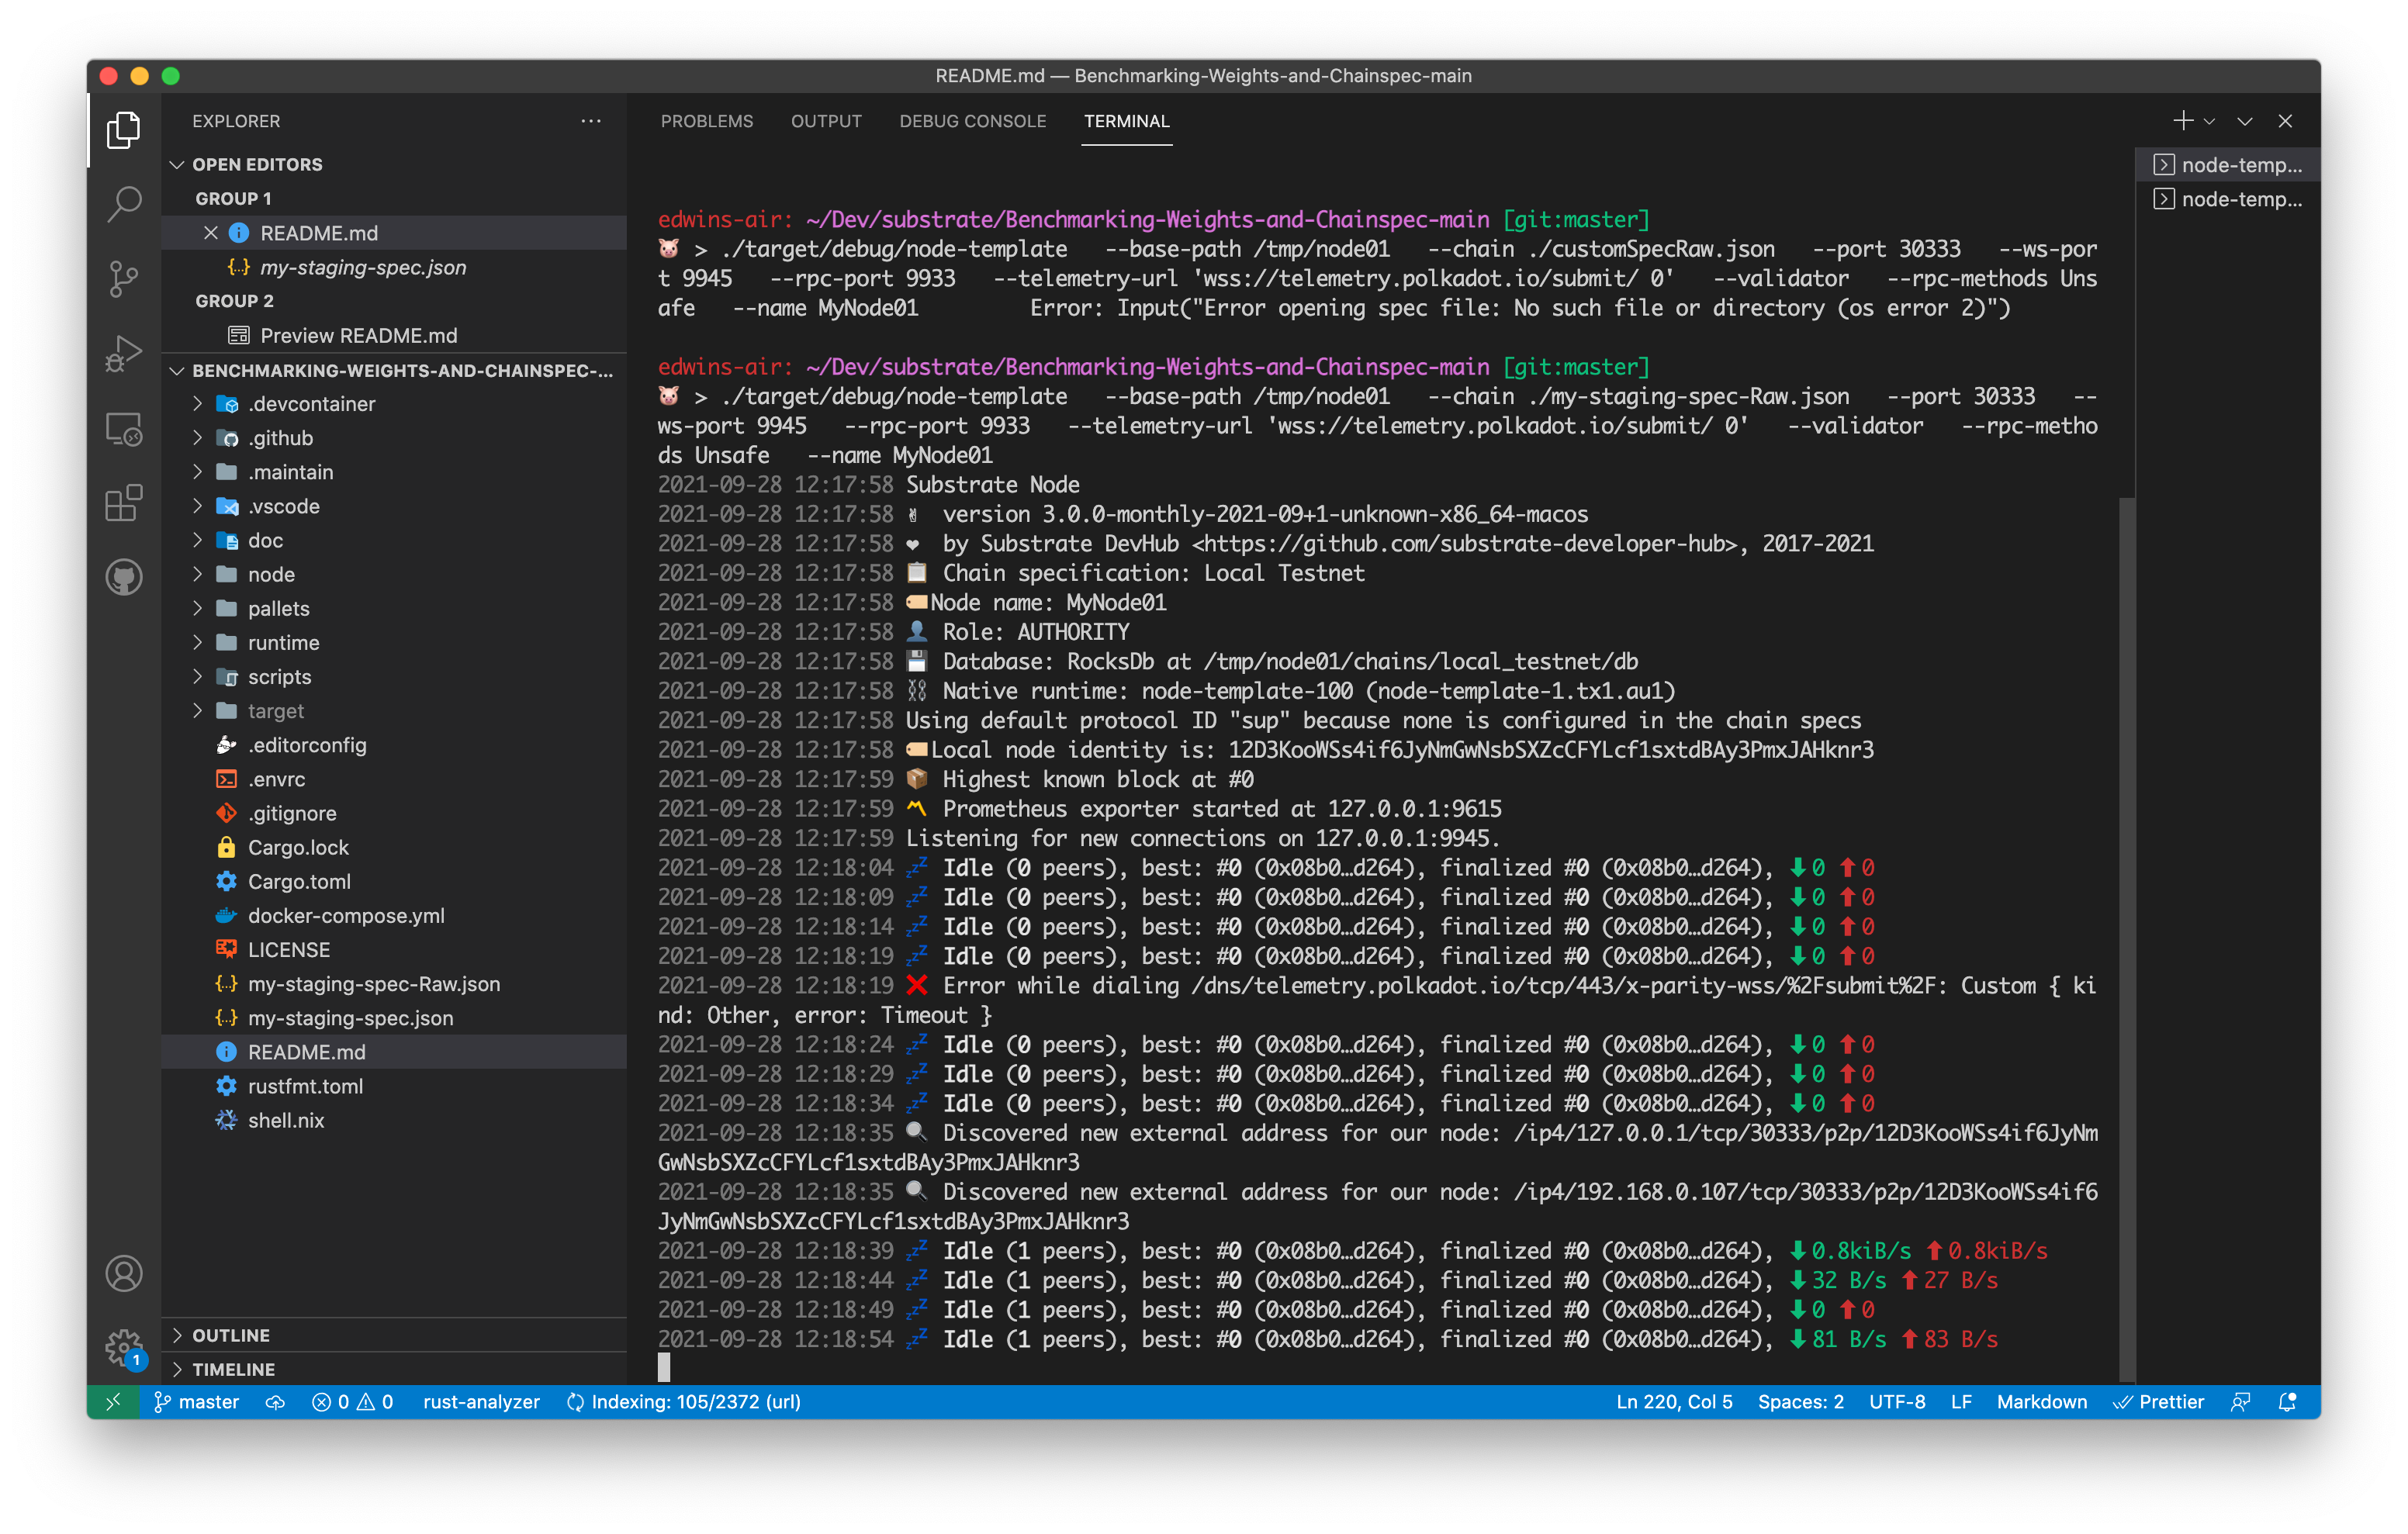 README.md — Benchmarking-Weights-and-Chainspec-main
EXPLORER
OPEN EDITORS
GROUP 1
README.md
my-staging-spec.json
GROUP 2
Preview README.md
BENCHMARKING-WEIGHTS-AND-CHAINSPEC-...
.devcontainer
.github
.maintain
.vscode
doc
node
pallets
runtime
scripts
target
.editorconfig
.envrc
.gitignore
Cargo.lock
Cargo.toml
docker-compose.yml
LICENSE
my-staging-spec-Raw.json
my-staging-spec.json
README.md
rustfmt.toml
shell.nix
OUTLINE
TIMELINE
1
PROBLEMS OUTPUT DEBUG CONSOLE TERMINAL
node-temp...
node-temp...
edwins-air: ~/Dev/substrate/Benchmarking-Weights-and-Chainspec-main [git:master]
🐷 > ./target/debug/node-template --base-path /tmp/node01 --chain ./customSpecRaw.json --port 30333 --ws-por
t 9945 --rpc-port 9933 --telemetry-url 'wss://telemetry.polkadot.io/submit/ 0' --validator --rpc-methods Uns
afe --name MyNode01 Error: Input("Error opening spec file: No such file or directory (os error 2)")
edwins-air: ~/Dev/substrate/Benchmarking-Weights-and-Chainspec-main [git:master]
🐷 > ./target/debug/node-template --base-path /tmp/node01 --chain ./my-staging-spec-Raw.json --port 30333 --
ws-port 9945 --rpc-port 9933 --telemetry-url 'wss://telemetry.polkadot.io/submit/ 0' --validator --rpc-metho
ds Unsafe --name MyNode01
2021-09-28 12:17:58 Substrate Node
2021-09-28 12:17:58 ✌️ version 3.0.0-monthly-2021-09+1-unknown-x86_64-macos
2021-09-28 12:17:58 ❤️ by Substrate DevHub <https://github.com/substrate-developer-hub>, 2017-2021
2021-09-28 12:17:58 📋 Chain specification: Local Testnet
2021-09-28 12:17:58 🏷 Node name: MyNode01
2021-09-28 12:17:58 👤 Role: AUTHORITY
2021-09-28 12:17:58 💾 Database: RocksDb at /tmp/node01/chains/local_testnet/db
2021-09-28 12:17:58 ⛓ Native runtime: node-template-100 (node-template-1.tx1.au1)
2021-09-28 12:17:58 Using default protocol ID "sup" because none is configured in the chain specs
2021-09-28 12:17:58 🏷 Local node identity is: 12D3KooWSs4if6JyNmGwNsbSXZcCFYLcf1sxtdBAy3PmxJAHknr3
2021-09-28 12:17:59 📦 Highest known block at #0
2021-09-28 12:17:59 〽️ Prometheus exporter started at 127.0.0.1:9615
2021-09-28 12:17:59 Listening for new connections on 127.0.0.1:9945.
2021-09-28 12:18:04 💤 Idle (0 peers), best: #0 (0x08b0…d264), finalized #0 (0x08b0…d264), ⬇ 0 ⬆ 0
2021-09-28 12:18:09 💤 Idle (0 peers), best: #0 (0x08b0…d264), finalized #0 (0x08b0…d264), ⬇ 0 ⬆ 0
2021-09-28 12:18:14 💤 Idle (0 peers), best: #0 (0x08b0…d264), finalized #0 (0x08b0…d264), ⬇ 0 ⬆ 0
2021-09-28 12:18:19 💤 Idle (0 peers), best: #0 (0x08b0…d264), finalized #0 (0x08b0…d264), ⬇ 0 ⬆ 0
2021-09-28 12:18:19 ❌ Error while dialing /dns/telemetry.polkadot.io/tcp/443/x-parity-wss/%2Fsubmit%2F: Custom { ki
nd: Other, error: Timeout }
2021-09-28 12:18:24 💤 Idle (0 peers), best: #0 (0x08b0…d264), finalized #0 (0x08b0…d264), ⬇ 0 ⬆ 0
2021-09-28 12:18:29 💤 Idle (0 peers), best: #0 (0x08b0…d264), finalized #0 (0x08b0…d264), ⬇ 0 ⬆ 0
2021-09-28 12:18:34 💤 Idle (0 peers), best: #0 (0x08b0…d264), finalized #0 (0x08b0…d264), ⬇ 0 ⬆ 0
2021-09-28 12:18:35 🔍 Discovered new external address for our node: /ip4/127.0.0.1/tcp/30333/p2p/12D3KooWSs4if6JyNm
GwNsbSXZcCFYLcf1sxtdBAy3PmxJAHknr3
2021-09-28 12:18:35 🔍 Discovered new external address for our node: /ip4/192.168.0.107/tcp/30333/p2p/12D3KooWSs4if6
JyNmGwNsbSXZcCFYLcf1sxtdBAy3PmxJAHknr3
2021-09-28 12:18:39 💤 Idle (1 peers), best: #0 (0x08b0…d264), finalized #0 (0x08b0…d264), ⬇ 0.8kiB/s ⬆ 0.8kiB/s
2021-09-28 12:18:44 💤 Idle (1 peers), best: #0 (0x08b0…d264), finalized #0 (0x08b0…d264), ⬇ 32 B/s ⬆ 27 B/s
2021-09-28 12:18:49 💤 Idle (1 peers), best: #0 (0x08b0…d264), finalized #0 (0x08b0…d264), ⬇ 0 ⬆ 0
2021-09-28 12:18:54 💤 Idle (1 peers), best: #0 (0x08b0…d264), finalized #0 (0x08b0…d264), ⬇ 81 B/s ⬆ 83 B/s
master 0 0 rust-analyzer Indexing: 105/2372 (url) Ln 220, Col 5 Spaces: 2 UTF-8 LF Markdown Prettier